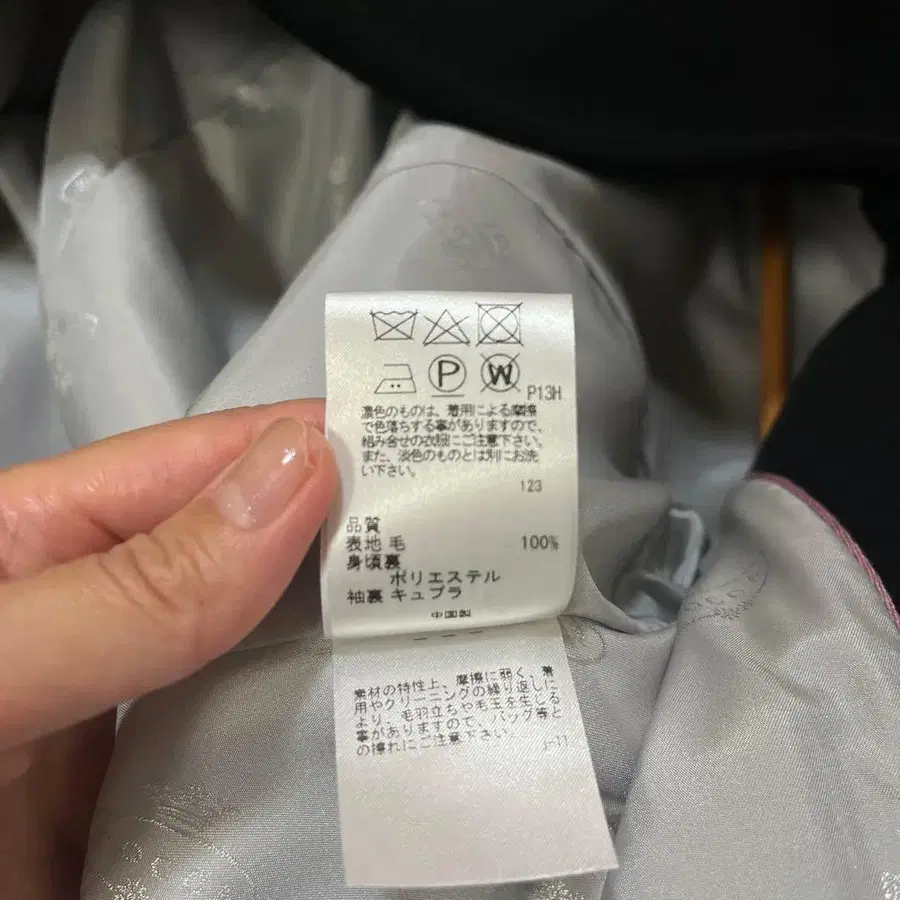 P W P13H
濃色のものは、着用による摩擦
で色落ちする事がありますので、
組み合せの衣服にご注意下さい。
また、淡色のものとは別にお洗
い下さい。
123
品質
表地 毛 100%
身頃裏
ポリエステル
袖裏 キュプラ
中国製
素材の特性上、摩擦に弱く、着
用やクリーニングの繰り返しに
より、毛羽立ちや毛玉を生じる
事がありますので、バッグ等と
の擦れにご注意下さい。
J-11